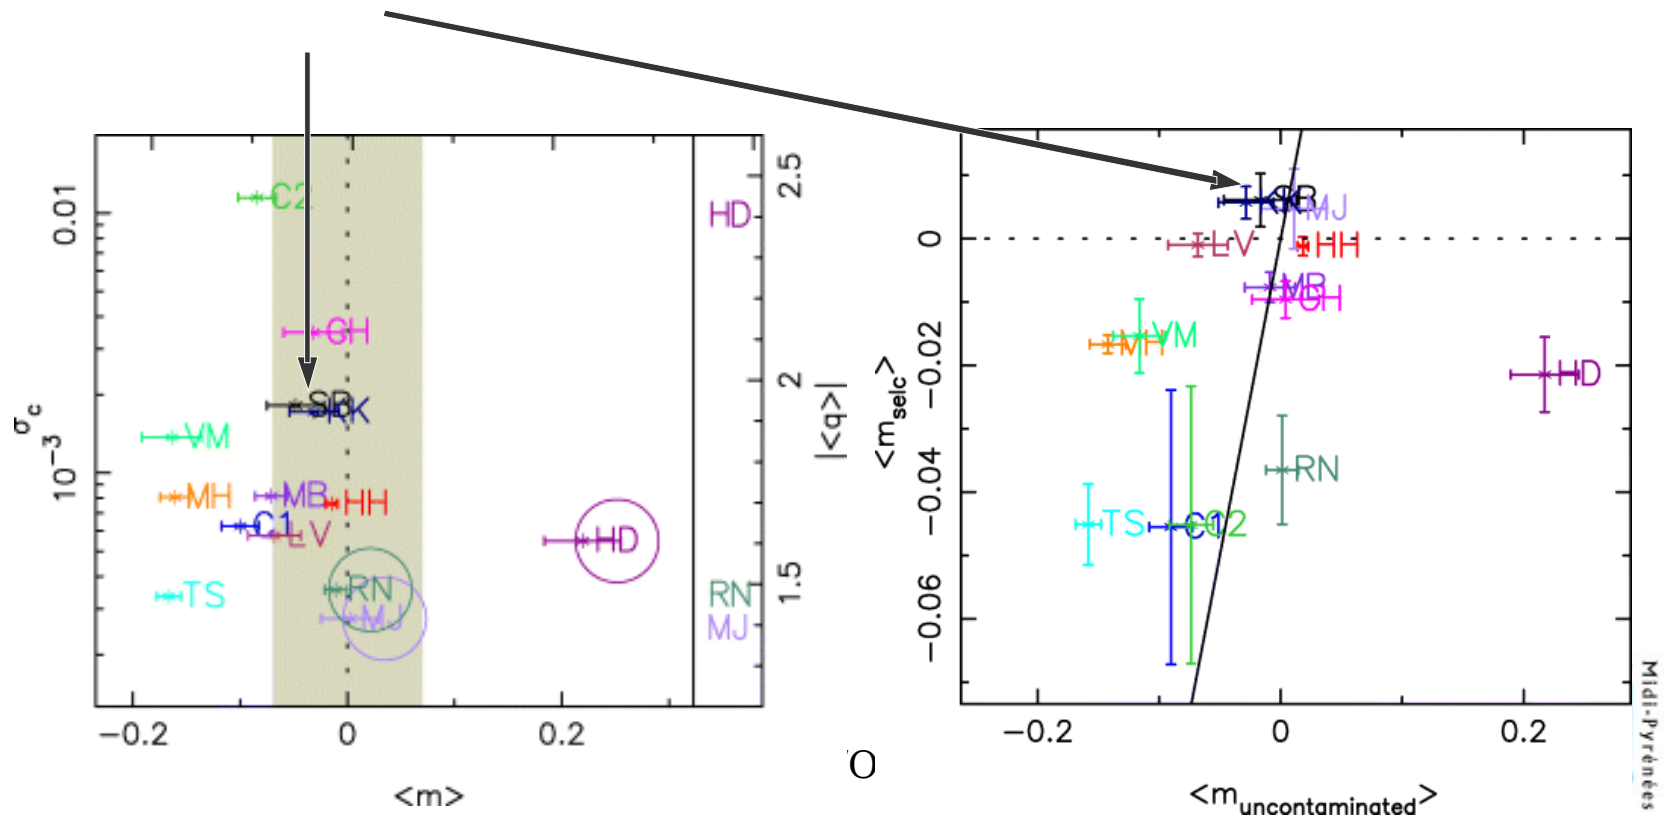 C2
GH
SB
KK
VM
MH
MB
HH
C1
LV
HD
TS
RN
MJ
HD
RN
MJ
0.01
10⁻³
σc
2.5
2
1.5
|<q>|
−0.2 0 0.2
<m>
SB
KK
MJ
LV
HH
MB
GH
VM
MH
HD
RN
TS
C1
C2
0
−0.02
−0.04
−0.06
<mselc>
−0.2 0 0.2
<muncontaminated>
O
Midi-Pyrénées